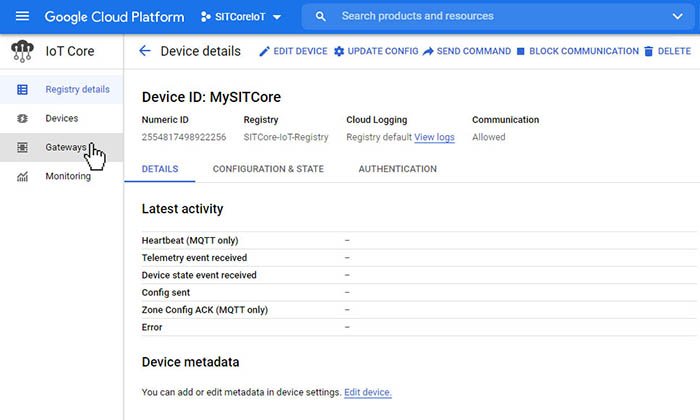 Google Cloud Platform SITCoreIoT Search products and resources
IoT Core Device details EDIT DEVICE UPDATE CONFIG SEND COMMAND BLOCK COMMUNICATION DELETE
Registry details
Devices
Gateways
Monitoring
Device ID: MySITCore
Numeric ID Registry Cloud Logging Communication
2554817498922256 SITCore-IoT-Registry Registry default View logs Allowed
DETAILS CONFIGURATION & STATE AUTHENTICATION
Latest activity
Heartbeat (MQTT only) –
Telemetry event received –
Device state event received –
Config sent –
Zone Config ACK (MQTT only) –
Error –
Device metadata
You can add or edit metadata in device settings. Edit device.